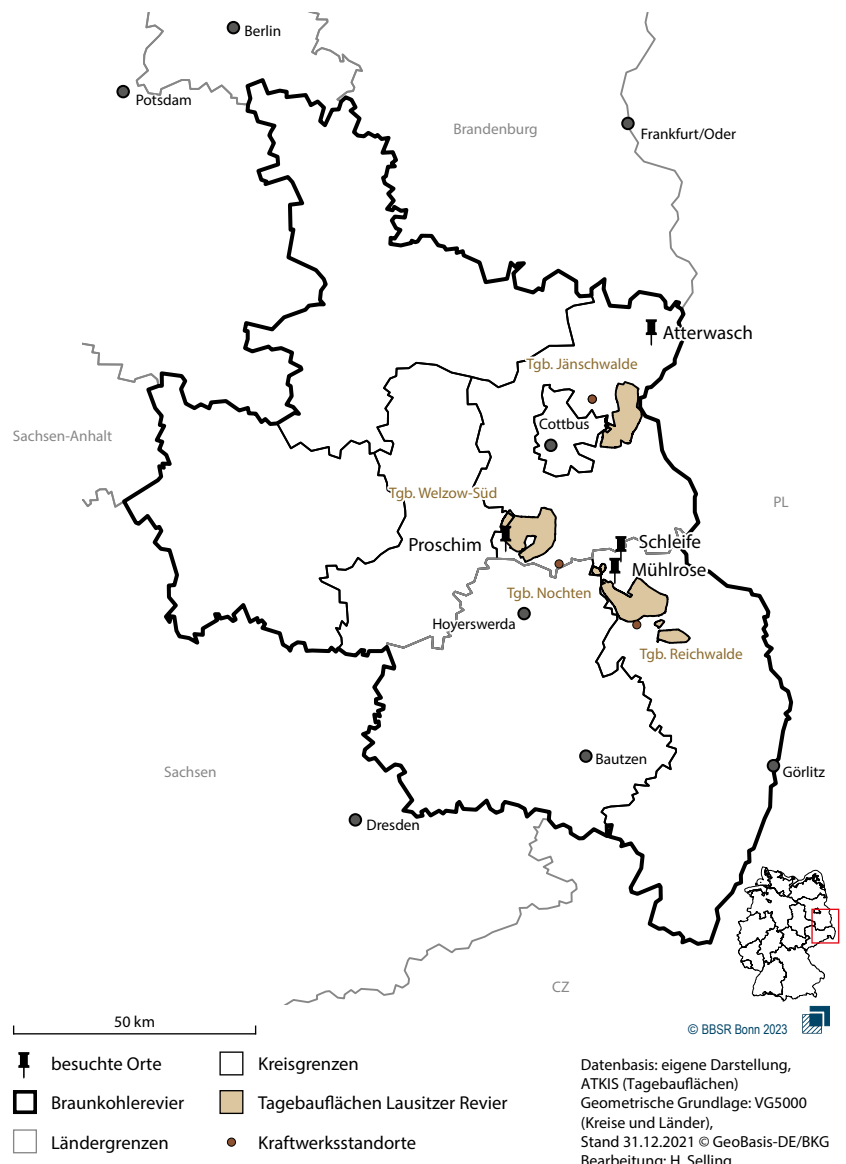 Berlin
Potsdam
Brandenburg
Frankfurt/Oder
Atterwasch
Tgb. Jänschwalde
Cottbus
Sachsen-Anhalt
Tgb. Welzow-Süd
PL
Proschim
Schleife
Mühlrose
Tgb. Nochten
Hoyerswerda
Tgb. Reichwalde
Bautzen
Sachsen
Görlitz
Dresden
CZ
50 km
© BBSR Bonn 2023
besuchte Orte
Braunkohlerevier
Ländergrenzen
Kreisgrenzen
Tagebauflächen Lausitzer Revier
Kraftwerksstandorte
Datenbasis: eigene Darstellung,
ATKIS (Tagebauflächen)
Geometrische Grundlage: VG5000
(Kreise und Länder),
Stand 31.12.2021 © GeoBasis-DE/BKG
Bearbeitung: H. Selling